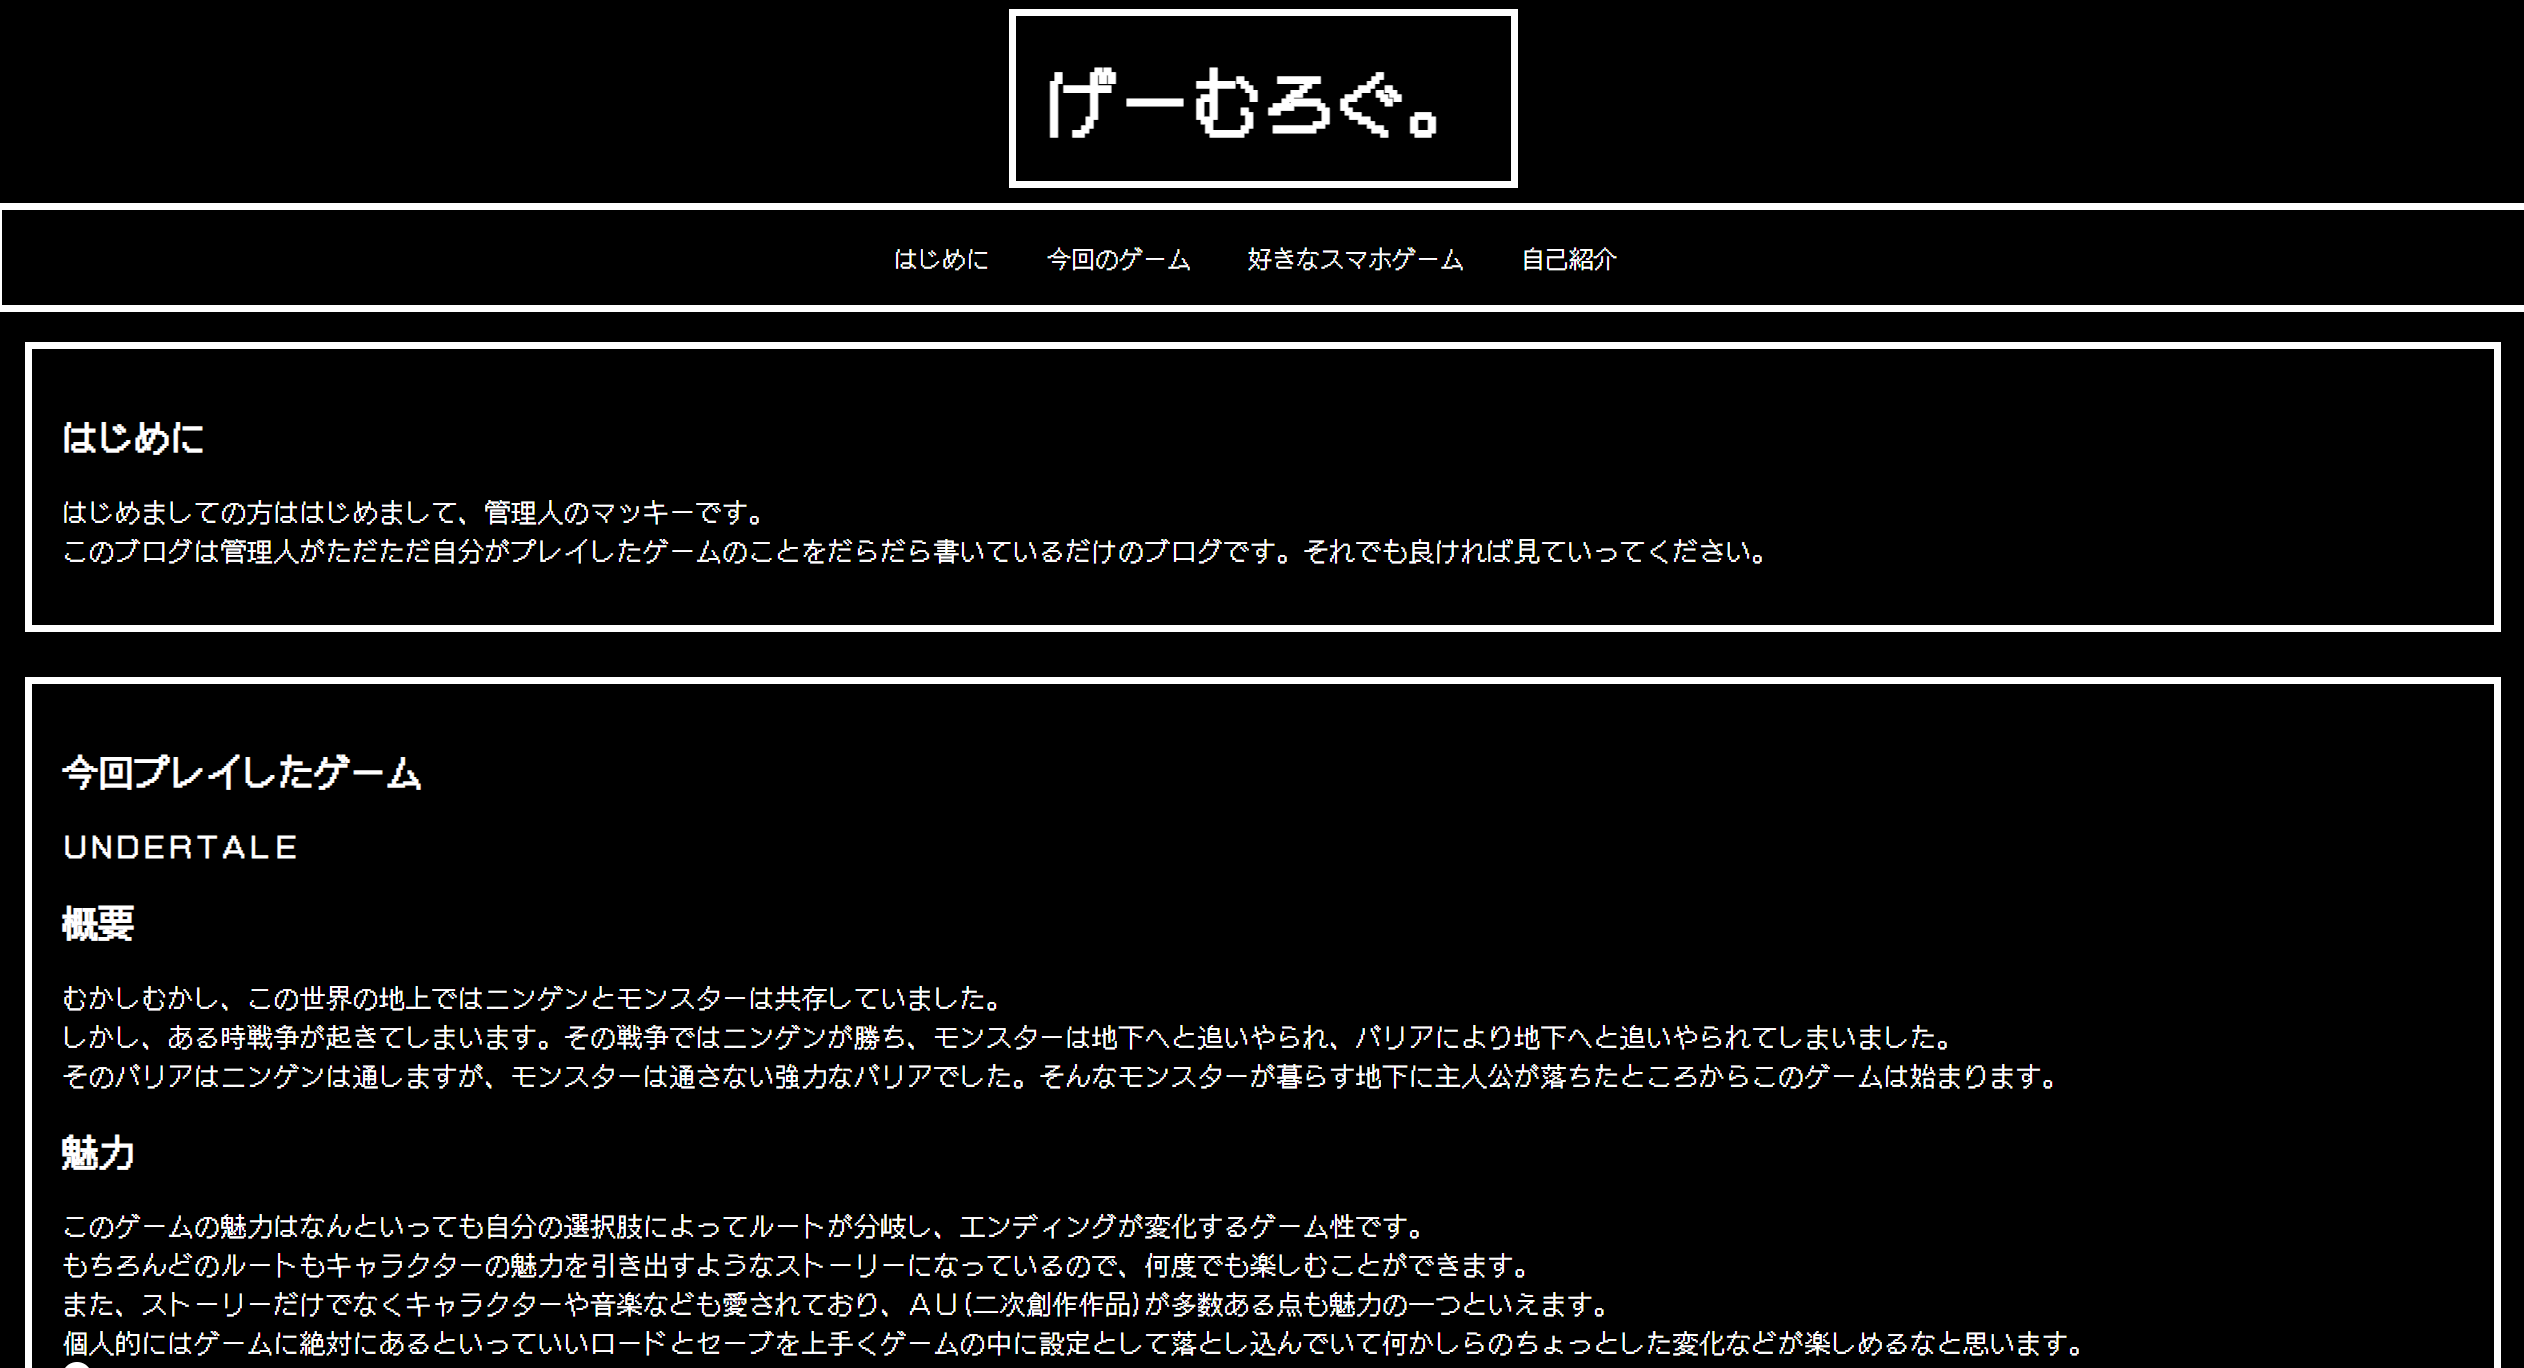 げーむろぐ。
はじめに 今回のゲーム 好きなスマホゲーム 自己紹介
はじめに
はじめましての方ははじめまして、管理人のマッキーです。
このブログは管理人がただただ自分がプレイしたゲームのことをだらだら書いているだけのブログです。それでも良ければ見ていってください。
今回プレイしたゲーム
UNDERTALE
概要
むかしむかし、この世界の地上ではニンゲンとモンスターは共存していました。
しかし、ある時戦争が起きてしまいます。その戦争ではニンゲンが勝ち、モンスターは地下へと追いやられ、バリアにより地下へと追いやられてしまいました。
そのバリアはニンゲンは通しますが、モンスターは通さない強力なバリアでした。そんなモンスターが暮らす地下に主人公が落ちたところからこのゲームは始まります。
魅力
このゲームの魅力はなんといっても自分の選択肢によってルートが分岐し、エンディングが変化するゲーム性です。
もちろんどのルートもキャラクターの魅力を引き出すようなストーリーになっているので、何度でも楽しむことができます。
また、ストーリーだけでなくキャラクターや音楽なども愛されており、AU(二次創作作品)が多数ある点も魅力の一つといえます。
個人的にはゲームに絶対にあるといっていいロードとセーブを上手くゲームの中に設定として落とし込んでいて何かしらのちょっとした変化などが楽しめるなと思います。